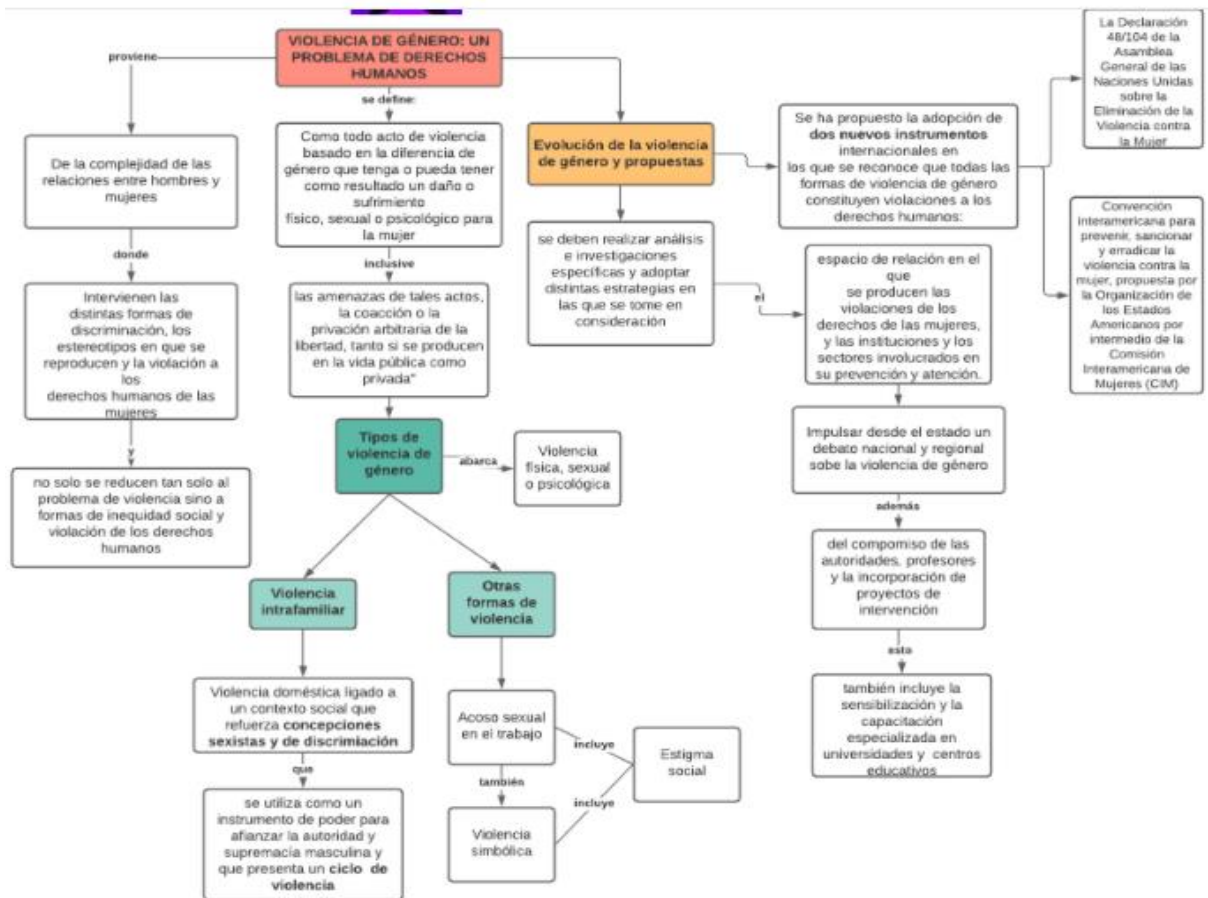 VIOLENCIA DE GÉNERO: UN
PROBLEMA DE DERECHOS
HUMANOS
proviene
De la complejidad de las
relaciones entre hombres y
mujeres
donde
Intervienen las
distintas formas de
discriminación, los
estereotipos en que se
reproducen y la violación a
los
derechos humanos de las
mujeres
y
no solo se reducen tan solo al
problema de violencia sino a
formas de inequidad social y
violación de los derechos
humanos
se define:
Como todo acto de violencia
basado en la diferencia de
género que tenga o pueda tener
como resultado un daño o
sufrimiento
físico, sexual o psicológico para
la mujer
inclusive
las amenazas de tales actos,
la coacción o la
privación arbitraria de la
libertad, tanto si se producen
en la vida pública como
privada"
Tipos de
violencia de
género
abarca
Violencia
física, sexual
o psicológica
Violencia
intrafamiliar
Violencia doméstica ligado a
un contexto social que
refuerza concepciones
sexistas y de discrimiación
que
se utiliza como un
instrumento de poder para
afianzar la autoridad y
supremacía masculina y
que presenta un ciclo de
violencia
Otras
formas de
violencia
Acoso sexual
en el trabajo
también
Violencia
simbólica
incluye
incluye
Estigma
social
Evolución de la violencia
de género y propuestas
Se ha propuesto la adopción de
dos nuevos instrumentos
internacionales en
los que se reconoce que todas las
formas de violencia de género
constituyen violaciones a los
derechos humanos:
La Declaración
48/104 de la
Asamblea
General de las
Naciones Unidas
sobre la
Eliminación de la
Violencia contra
la Mujer
Convención
interamericana para
prevenir, sancionar
y erradicar la
violencia contra la
mujer, propuesta por
la Organización de
los Estados
Americanos por
intermedio de la
Comisión
Interamericana de
Mujeres (CIM)
se deben realizar análisis
e investigaciones
específicas y adoptar
distintas estrategias en
las que se tome en
consideración
el
espacio de relación en el
que
se producen las
violaciones de los
derechos de las mujeres,
y las instituciones y los
sectores involucrados en
su prevención y atención.
Impulsar desde el estado un
debate nacional y regional
sobe la violencia de género
además
del compomiso de las
autoridades, profesores
y la incorporación de
proyectos de
intervención
esto
también incluye la
sensibilización y la
capacitación
especializada en
universidades y centros
educativos